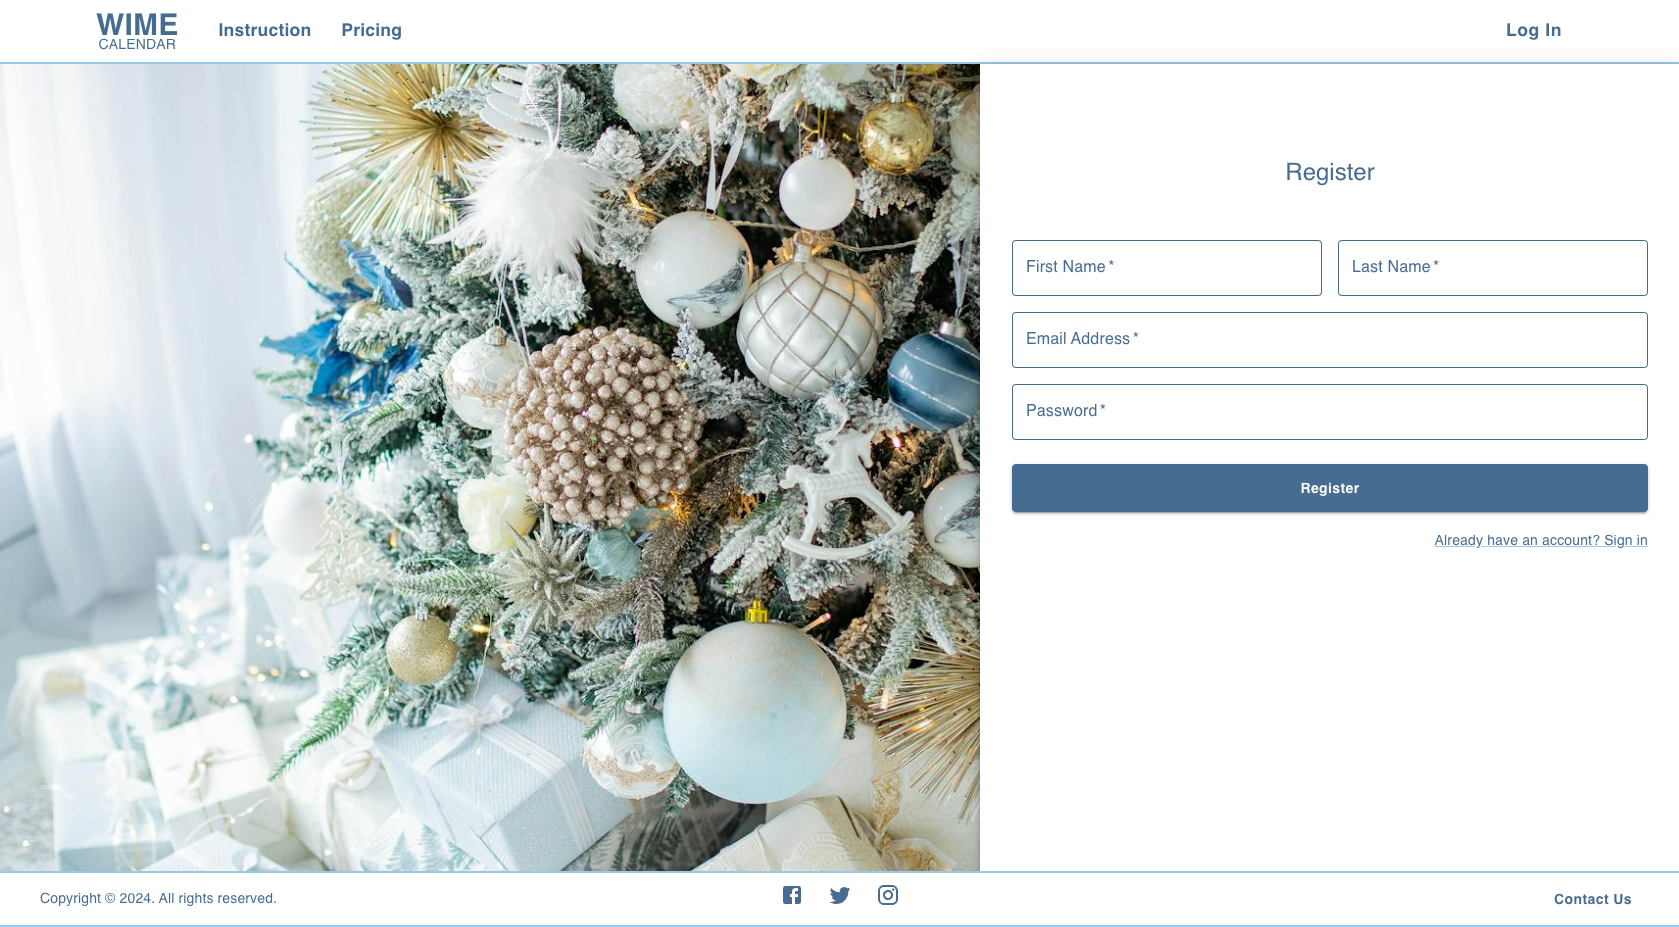 WIME
CALENDAR
Instruction
Pricing
Log In
Register
First Name *
Last Name *
Email Address *
Password *
Register
Already have an account? Sign in
Copyright © 2024. All rights reserved.
Contact Us